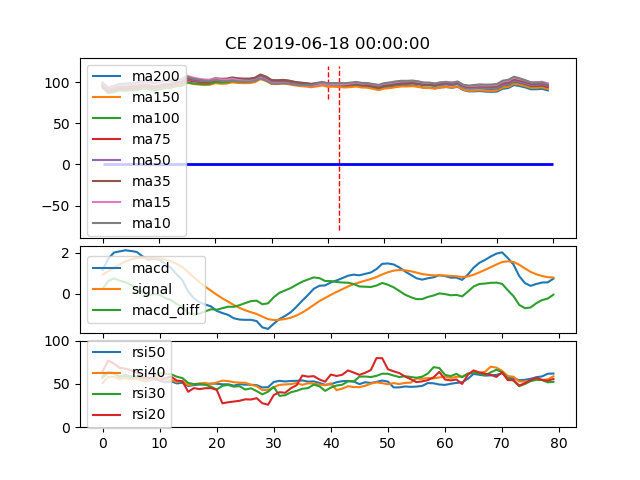 CE 2019-06-18 00:00:00
100
50
0
−50
ma200
ma150
ma100
ma75
ma50
ma35
ma15
ma10
2
0
macd
signal
macd_diff
100
50
0
rsi50
rsi40
rsi30
rsi20
0 10 20 30 40 50 60 70 80